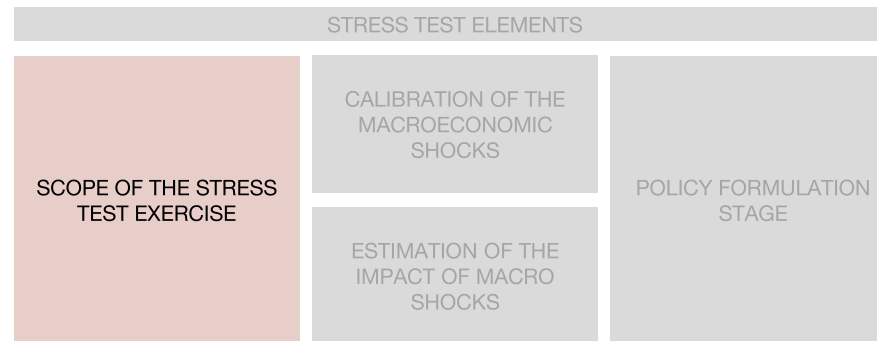 STRESS TEST ELEMENTS
SCOPE OF THE STRESS
TEST EXERCISE
CALIBRATION OF THE
MACROECONOMIC
SHOCKS
ESTIMATION OF THE
IMPACT OF MACRO
SHOCKS
POLICY FORMULATION
STAGE